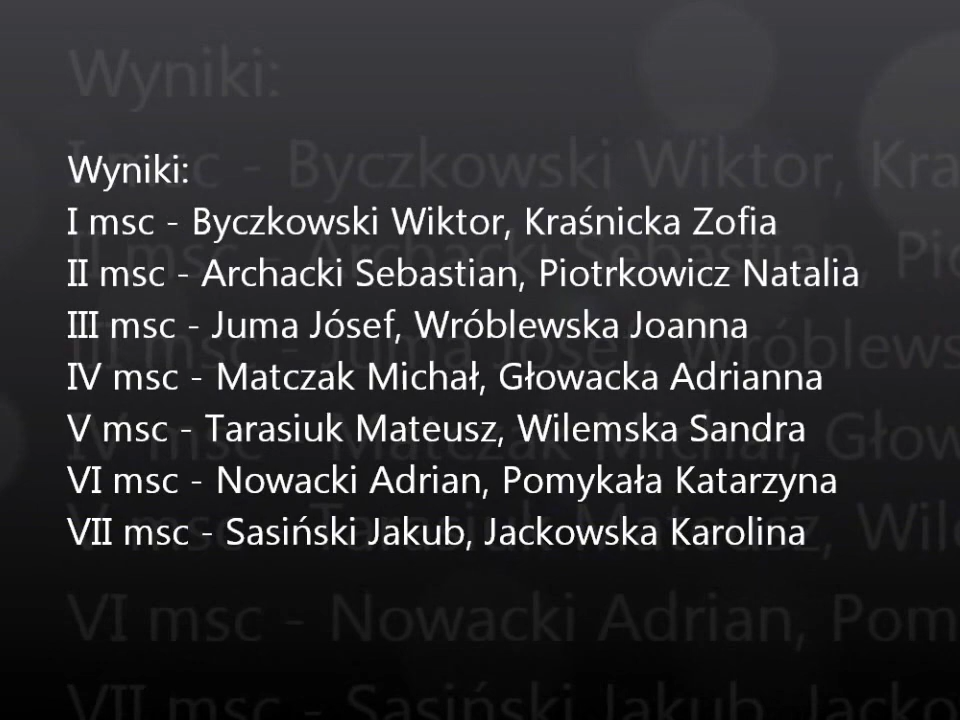 Wyniki:
I msc - Byczkowski Wiktor, Kraśnicka Zofia
II msc - Archacki Sebastian, Piotrkowicz Natalia
III msc - Juma Jósef, Wróblewska Joanna
IV msc - Matczak Michał, Głowacka Adrianna
V msc - Tarasiuk Mateusz, Wilemska Sandra
VI msc - Nowacki Adrian, Pomykała Katarzyna
VII msc - Sasiński Jakub, Jackowska Karolina